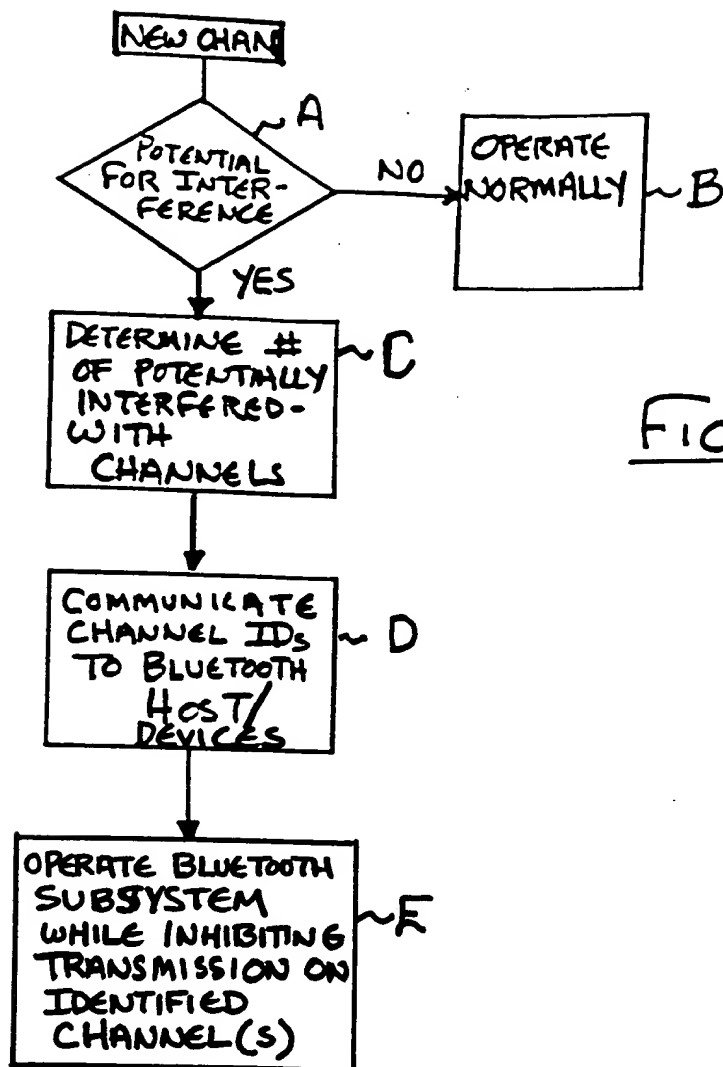 NEW CHAN
A
POTENTIAL
FOR INTER-
FERENCE
NO
OPERATE
NORMALLY
B
YES
DETERMINE #
OF POTENTIALLY
INTERFERED-
WITH
CHANNELS
C
COMMUNICATE
CHANNEL IDs
TO BLUETOOTH
HOST/
DEVICES
D
OPERATE BLUETOOTH
SUBSYSTEM
WHILE INHIBITING
TRANSMISSION ON
IDENTIFIED
CHANNEL(S)
E